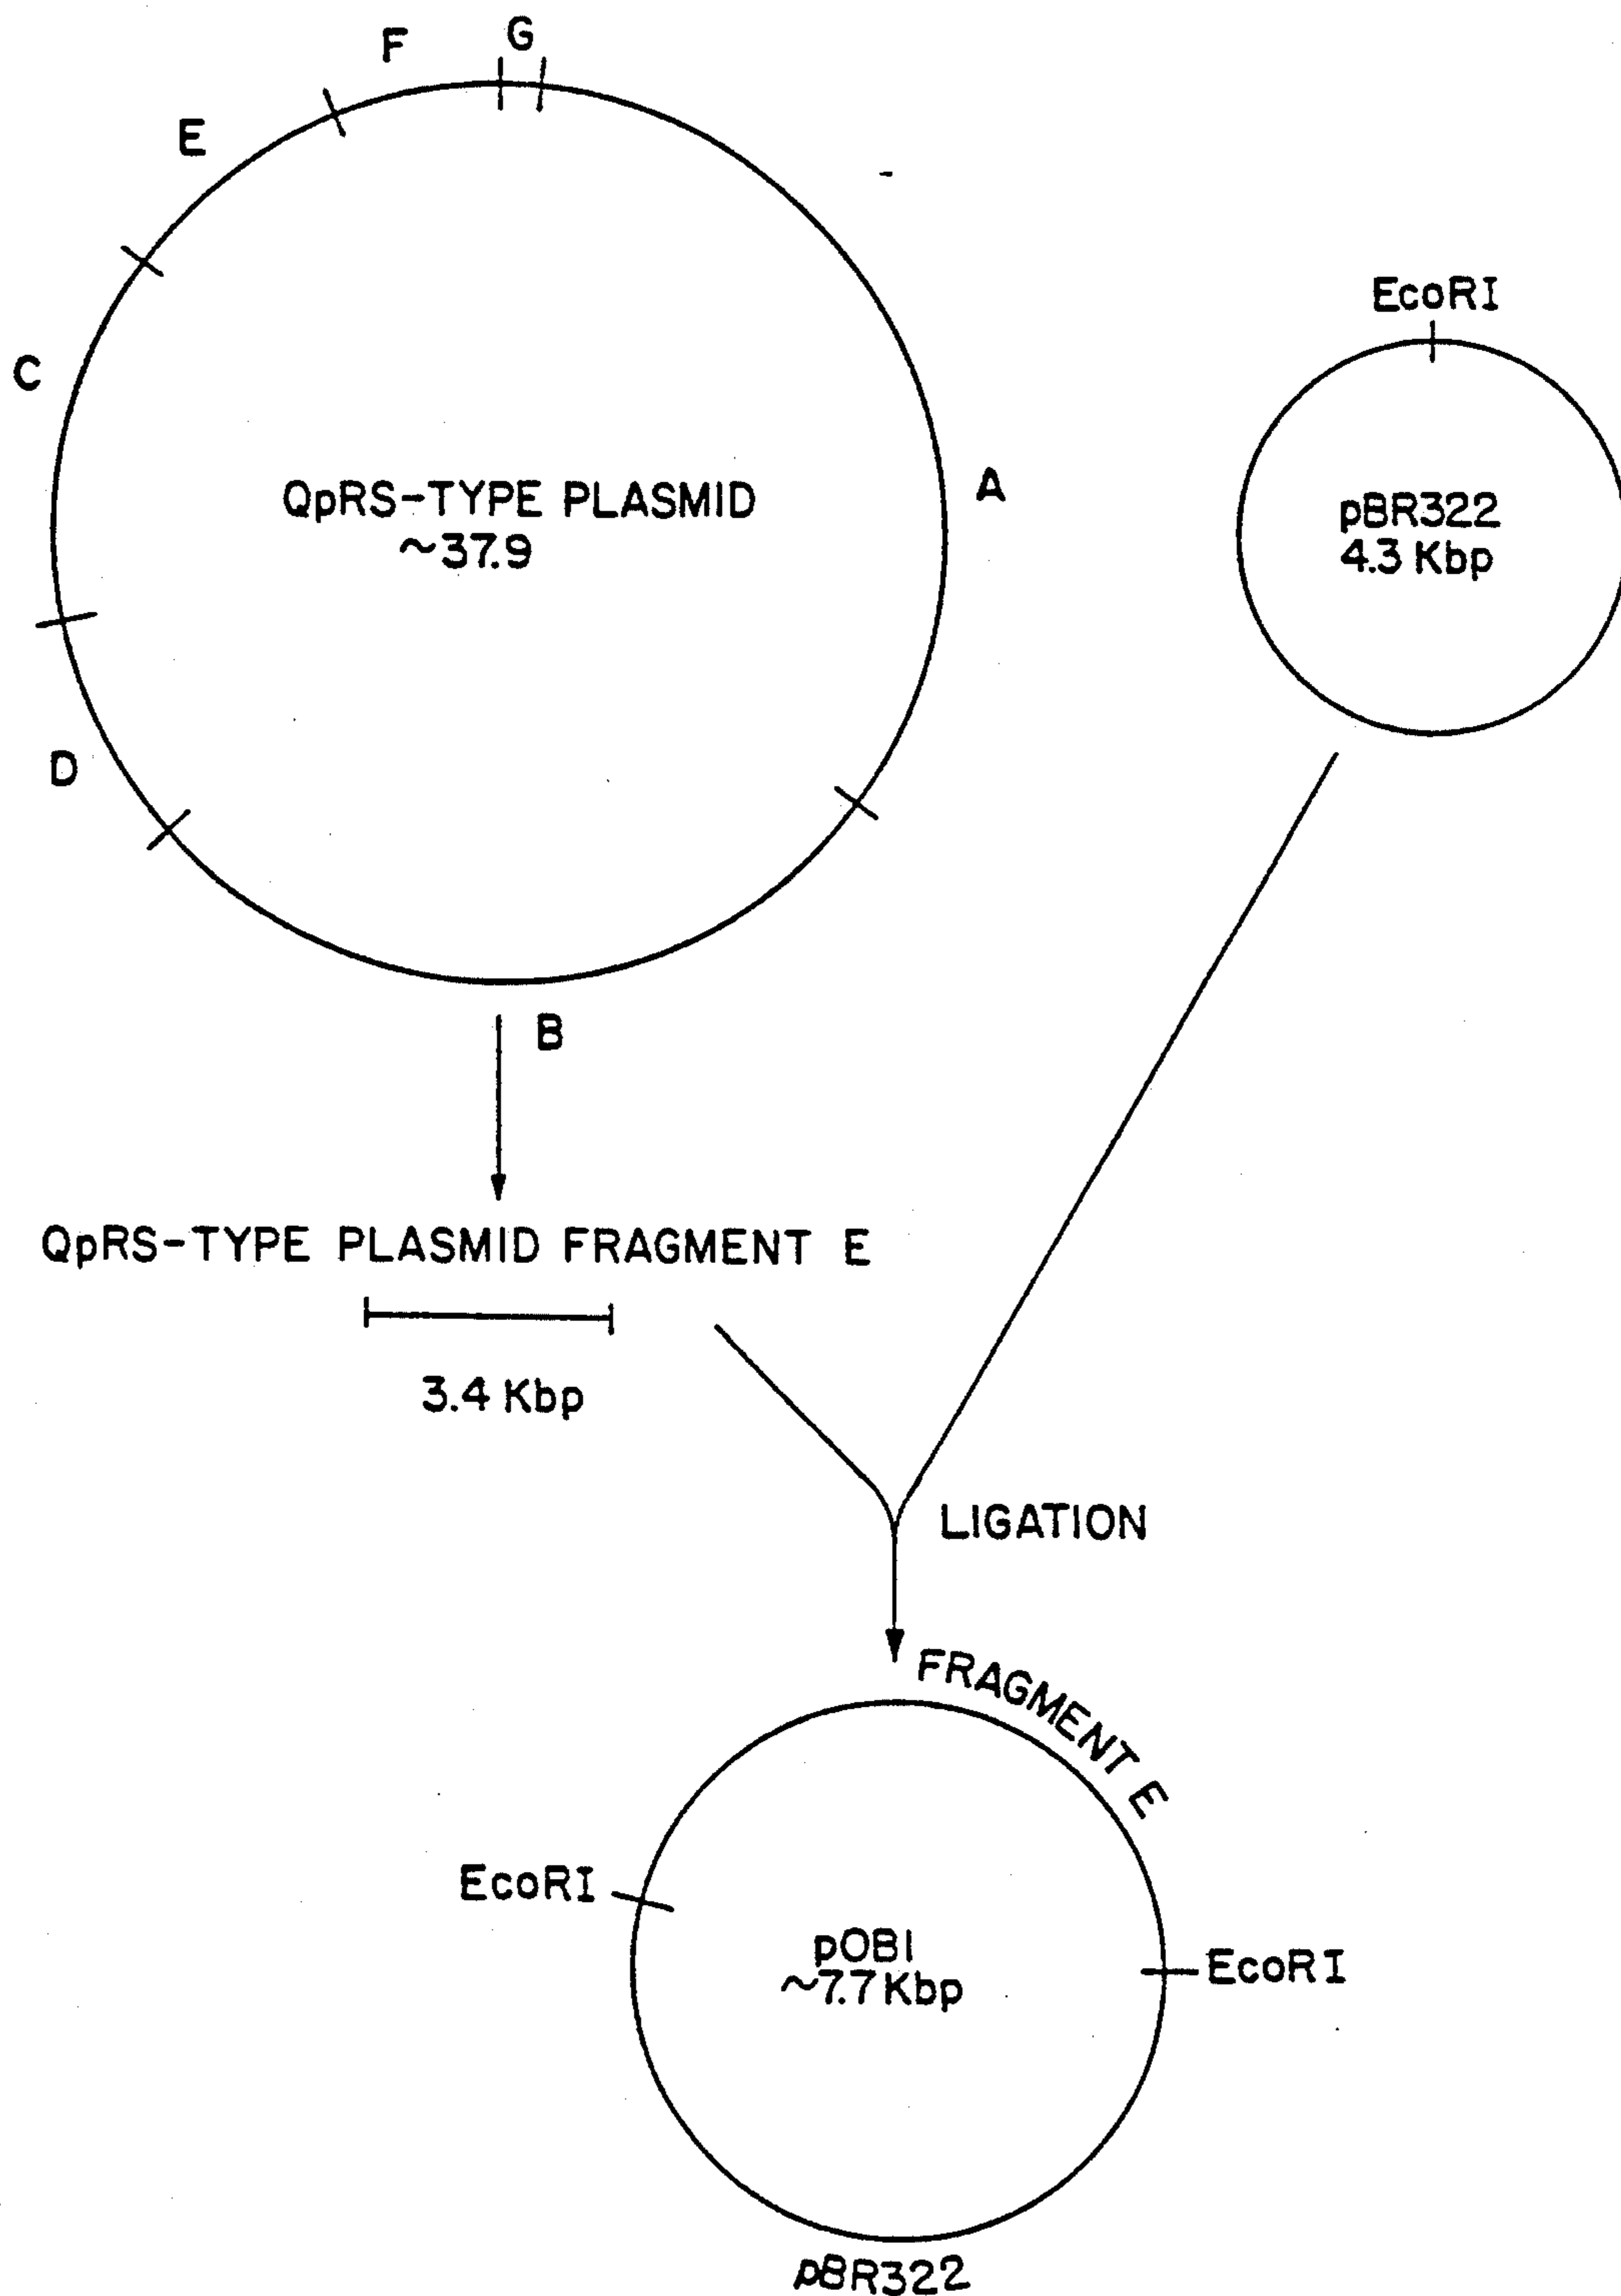 F
G
E
C
EcoRI
QpRS-TYPE PLASMID
~37.9
A
pBR322
4.3 Kbp
D
B
QpRS-TYPE PLASMID FRAGMENT E
3.4 Kbp
LIGATION
FRAGMENT E
EcoRI
pOBI
~7.7 Kbp
EcoRI
pBR322